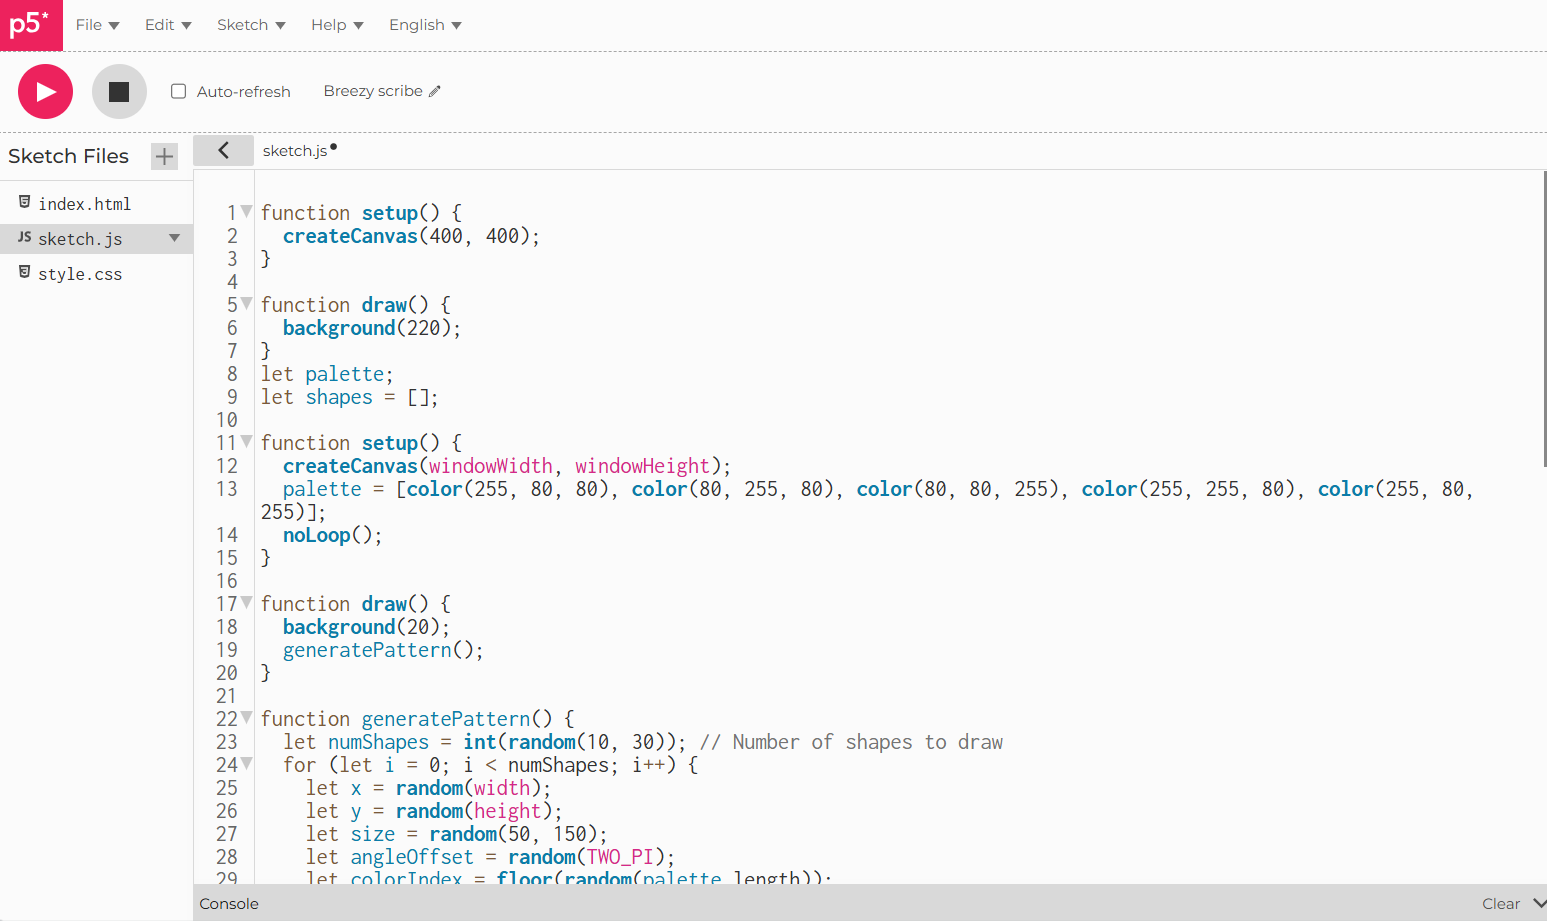 p5*
File Edit Sketch Help English
Auto-refresh Breezy scribe
Sketch Files
index.html
JS sketch.js
style.css
sketch.js
1 function setup() {
2 createCanvas(400, 400);
3 }
4
5 function draw() {
6 background(220);
7 }
8 let palette;
9 let shapes = [];
10
11 function setup() {
12 createCanvas(windowWidth, windowHeight);
13 palette = [color(255, 80, 80), color(80, 255, 80), color(80, 80, 255), color(255, 255, 80), color(255, 80,
255)];
14 noLoop();
15 }
16
17 function draw() {
18 background(20);
19 generatePattern();
20 }
21
22 function generatePattern() {
23 let numShapes = int(random(10, 30)); // Number of shapes to draw
24 for (let i = 0; i < numShapes; i++) {
25 let x = random(width);
26 let y = random(height);
27 let size = random(50, 150);
28 let angleOffset = random(TWO_PI);
29 let colorIndex = floor(random(palette.length));
Console Clear